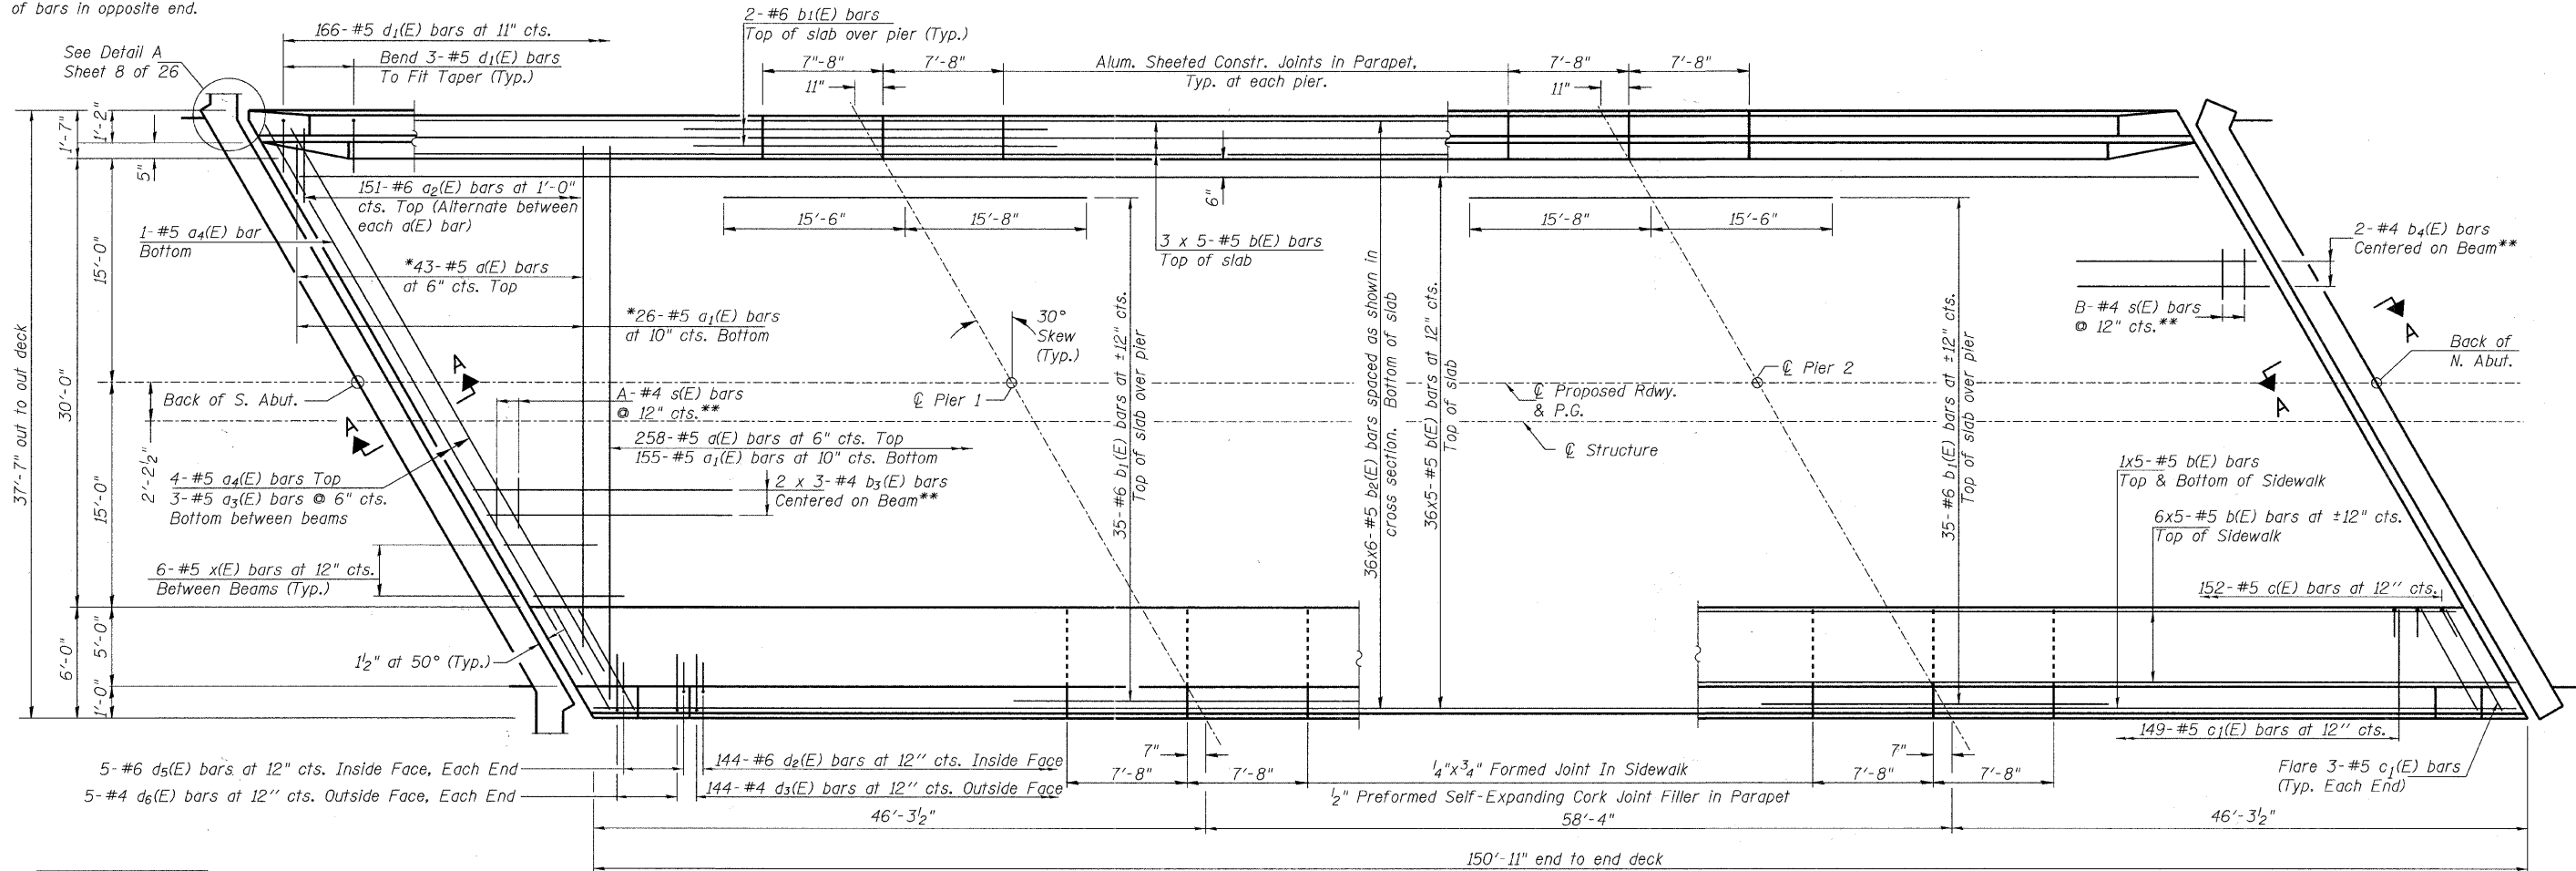 of bars in opposite end.
See Detail A
Sheet 8 of 26
166-#5 d1(E) bars at 11" cts.
Bend 3-#5 d1(E) bars
To Fit Taper (Typ.)
2-#6 b1(E) bars
Top of slab over pier (Typ.)
7"-8"
7'-8"
11"
Alum. Sheeted Constr. Joints in Parapet,
Typ. at each pier.
7'-8"
7'-8"
11"
1'-7"
1'-2"
5"
151-#6 a2(E) bars at 1'-0"
cts. Top (Alternate between
each a(E) bar)
1-#5 a4(E) bar
Bottom
*43-#5 a(E) bars
at 6" cts. Top
*26-#5 a1(E) bars
at 10" cts. Bottom
15'-6"
15'-8"
6"
3 x 5-#5 b(E) bars
Top of slab
15'-8"
15'-6"
2-#4 b4(E) bars
Centered on Beam**
B-#4 s(E) bars
@ 12" cts.**
30°
Skew
(Typ.)
37'-7" out to out deck
30'-0"
15'-0"
15'-0"
2'-2½"
6'-0"
5'-0"
1'-0"
Back of S. Abut.
A
A
A-#4 s(E) bars
@ 12" cts.**
℄ Pier 1
35-#6 b1(E) bars at ±12" cts.
Top of slab over pier
36x6-#5 b2(E) bars spaced as shown in
cross section. Bottom of slab
36x5-#5 b(E) bars at 12" cts.
Top of slab
℄ Proposed Rdwy.
& P.G.
℄ Structure
℄ Pier 2
35-#6 b1(E) bars at ±12" cts.
Top of slab over pier
A
A
Back of
N. Abut.
258-#5 a(E) bars at 6" cts. Top
155-#5 a1(E) bars at 10" cts. Bottom
4-#5 a4(E) bars Top
3-#5 a3(E) bars @ 6" cts.
Bottom between beams
2 x 3-#4 b3(E) bars
Centered on Beam**
1x5-#5 b(E) bars
Top & Bottom of Sidewalk
6x5-#5 b(E) bars at ±12" cts.
Top of Sidewalk
6-#5 x(E) bars at 12" cts.
Between Beams (Typ.)
152-#5 c(E) bars at 12" cts.
1½" at 50° (Typ.)
149-#5 c1(E) bars at 12" cts.
5-#6 d5(E) bars at 12" cts. Inside Face, Each End
5-#4 d6(E) bars at 12" cts. Outside Face, Each End
144-#6 d2(E) bars at 12" cts. Inside Face
144-#4 d3(E) bars at 12" cts. Outside Face
7"
7'-8"
7'-8"
¼"x¾" Formed Joint In Sidewalk
½" Preformed Self-Expanding Cork Joint Filler in Parapet
7"
7'-8"
7'-8"
Flare 3-#5 c1(E) bars
(Typ. Each End)
46'-3½"
58'-4"
46'-3½"
150'-11" end to end deck